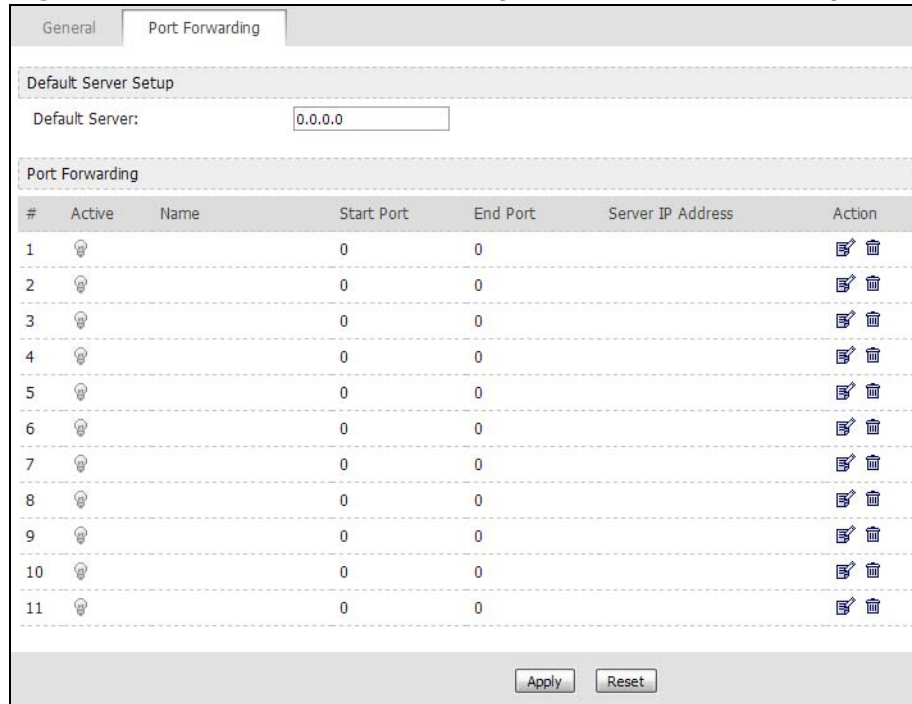 General Port Forwarding
Default Server Setup
Default Server: 0.0.0.0
Port Forwarding
# Active Name Start Port End Port Server IP Address Action
1 0 0
2 0 0
3 0 0
4 0 0
5 0 0
6 0 0
7 0 0
8 0 0
9 0 0
10 0 0
11 0 0
Apply Reset